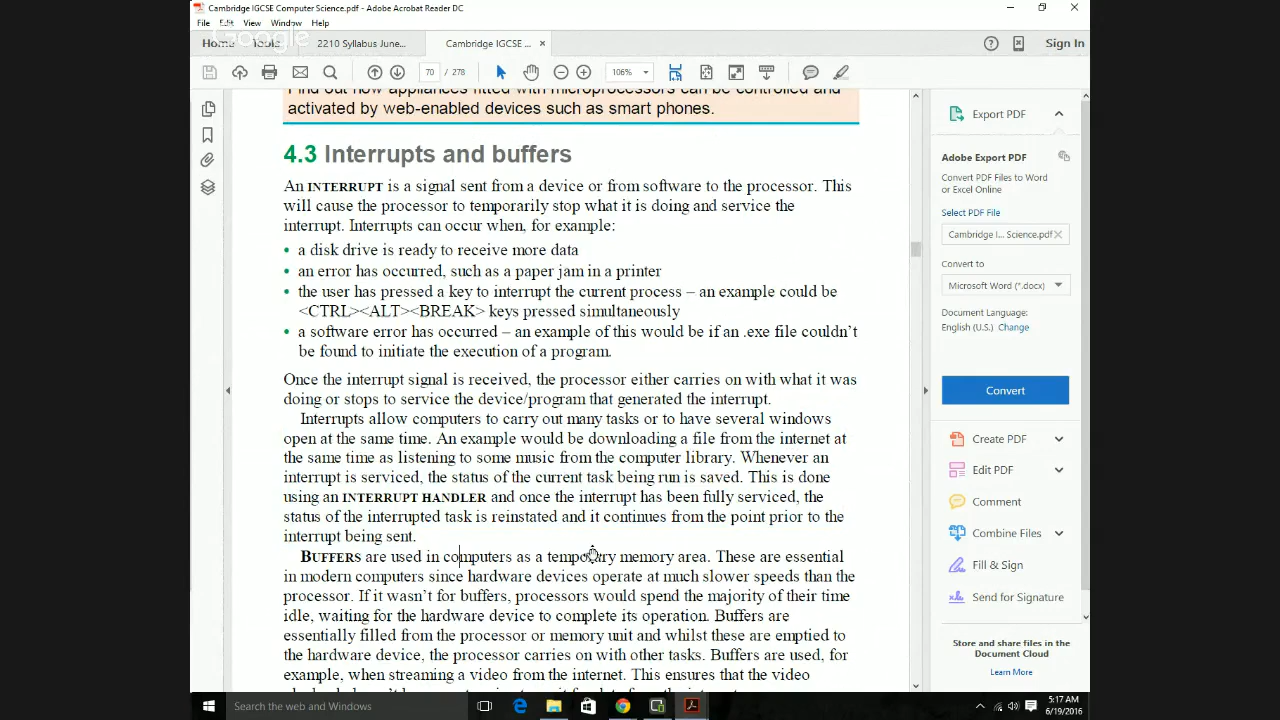 Cambridge IGCSE Computer Science.pdf - Adobe Acrobat Reader DC
File Edit View Window Help
Google
Home Tools 2210 Syllabus June... Cambridge IGCSE ... × Sign In
70 / 278 106%
Find out how appliances fitted with microprocessors can be controlled and
activated by web-enabled devices such as smart phones.
4.3 Interrupts and buffers
An INTERRUPT is a signal sent from a device or from software to the processor. This
will cause the processor to temporarily stop what it is doing and service the
interrupt. Interrupts can occur when, for example:
• a disk drive is ready to receive more data
• an error has occurred, such as a paper jam in a printer
• the user has pressed a key to interrupt the current process – an example could be
<CTRL><ALT><BREAK> keys pressed simultaneously
• a software error has occurred – an example of this would be if an .exe file couldn't
be found to initiate the execution of a program.
Once the interrupt signal is received, the processor either carries on with what it was
doing or stops to service the device/program that generated the interrupt.
Interrupts allow computers to carry out many tasks or to have several windows
open at the same time. An example would be downloading a file from the internet at
the same time as listening to some music from the computer library. Whenever an
interrupt is serviced, the status of the current task being run is saved. This is done
using an INTERRUPT HANDLER and once the interrupt has been fully serviced, the
status of the interrupted task is reinstated and it continues from the point prior to the
interrupt being sent.
BUFFERS are used in computers as a temporary memory area. These are essential
in modern computers since hardware devices operate at much slower speeds than the
processor. If it wasn't for buffers, processors would spend the majority of their time
idle, waiting for the hardware device to complete its operation. Buffers are
essentially filled from the processor or memory unit and whilst these are emptied to
the hardware device, the processor carries on with other tasks. Buffers are used, for
example, when streaming a video from the internet. This ensures that the video
Export PDF
Adobe Export PDF
Convert PDF Files to Word
or Excel Online
Select PDF File
Cambridge I... Science.pdf ×
Convert to
Microsoft Word (*.docx)
Document Language:
English (U.S.) Change
Convert
Create PDF
Edit PDF
Comment
Combine Files
Fill & Sign
Send for Signature
Store and share files in the
Document Cloud
Learn More
Search the web and Windows
5:17 AM
6/19/2016